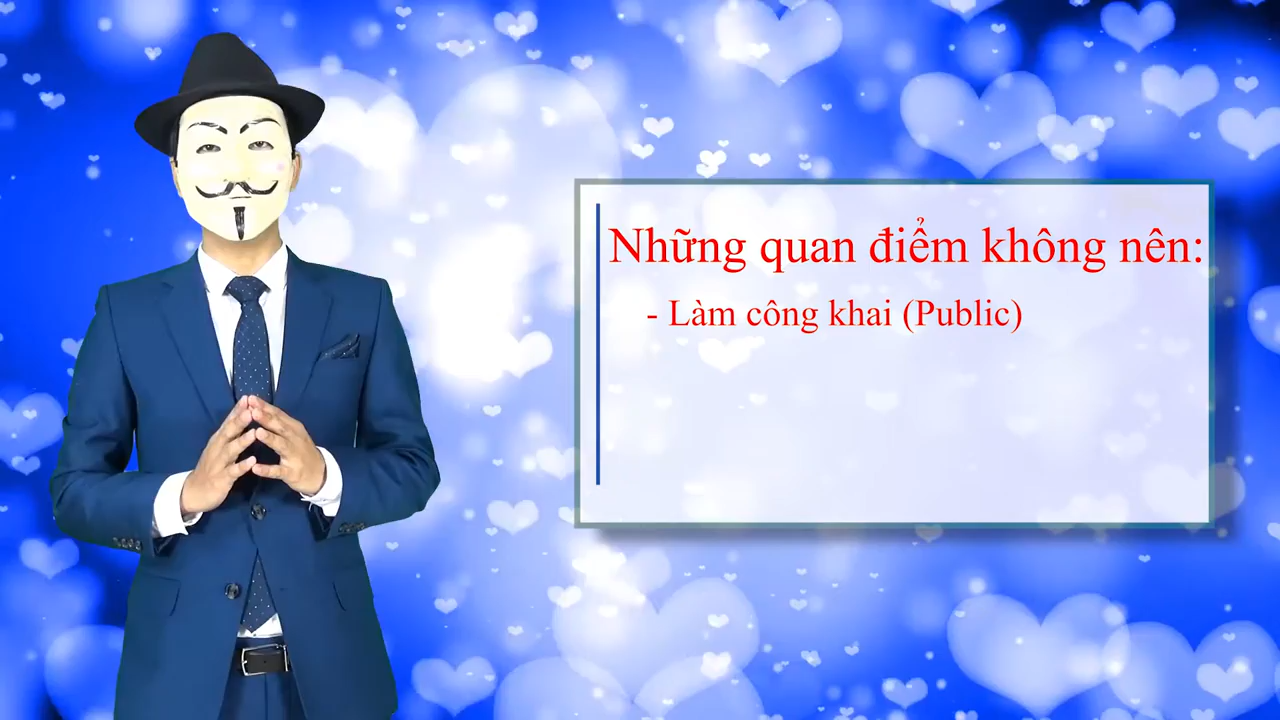 Những quan điểm không nên:
- Làm công khai (Public)